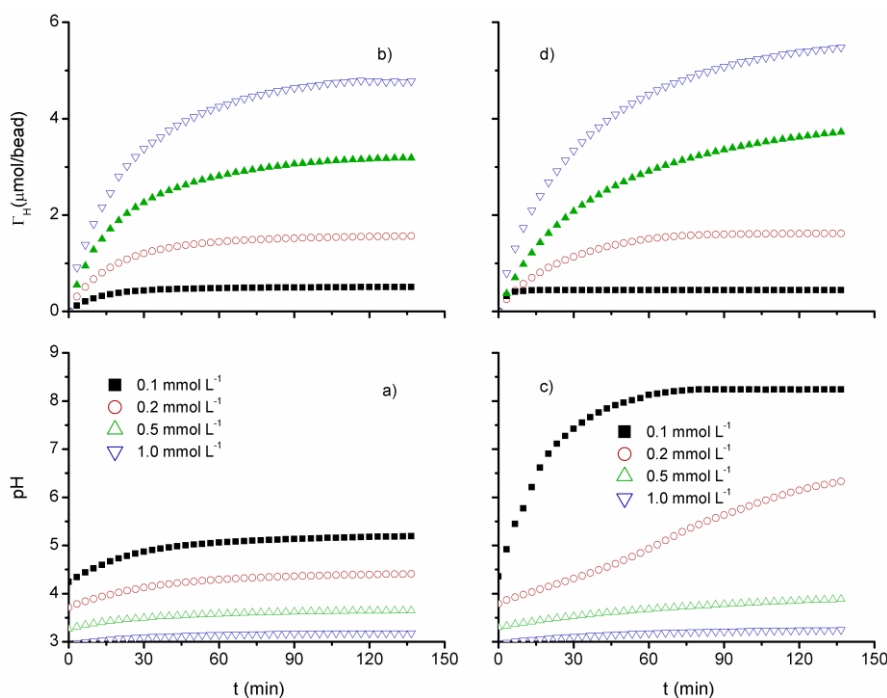 b)
d)
Γ_H(μmol/bead)
6
4
2
0
a)
0.1 mmol L⁻¹
0.2 mmol L⁻¹
0.5 mmol L⁻¹
1.0 mmol L⁻¹
c)
0.1 mmol L⁻¹
0.2 mmol L⁻¹
0.5 mmol L⁻¹
1.0 mmol L⁻¹
pH
9
8
7
6
5
4
3
0 30 60 90 120 150
0 30 60 90 120 150
t (min)
t (min)